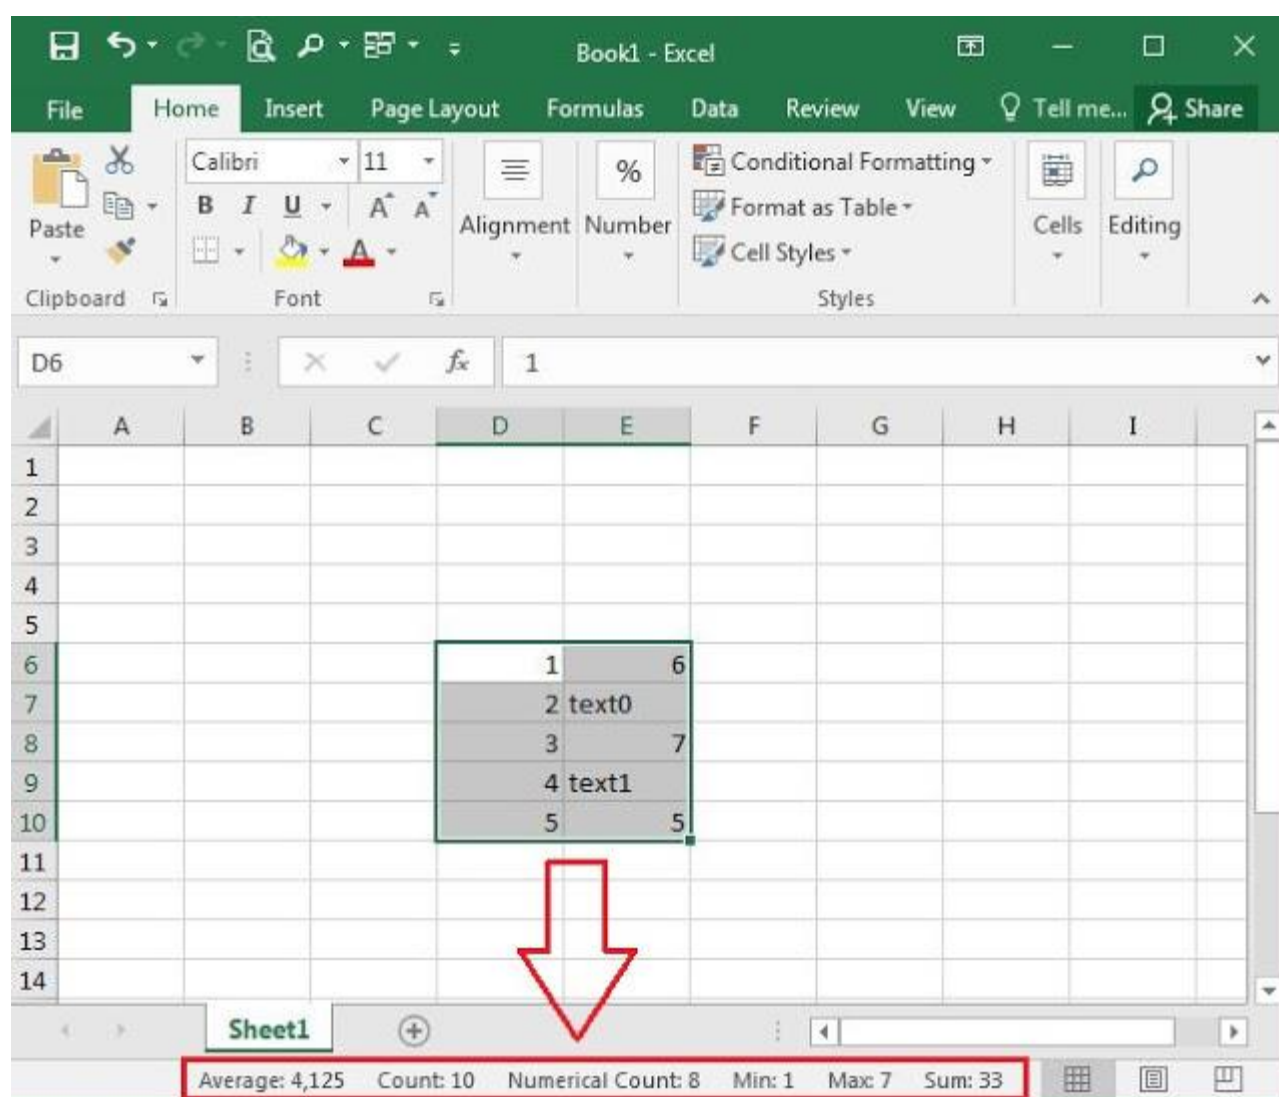 Book1 - Excel
File Home Insert Page Layout Formulas Data Review View Tell me... Share
Calibri 11 % Conditional Formatting
B I U A A Format as Table
Paste Alignment Number Cells Editing
A Cell Styles
Clipboard Font Styles
D6 fx 1
A B C D E F G H I
1
2
3
4
5
6 1 6
7 2 text0
8 3 7
9 4 text1
10 5 5
11
12
13
14
Sheet1
Average: 4,125 Count: 10 Numerical Count: 8 Min: 1 Max: 7 Sum: 33